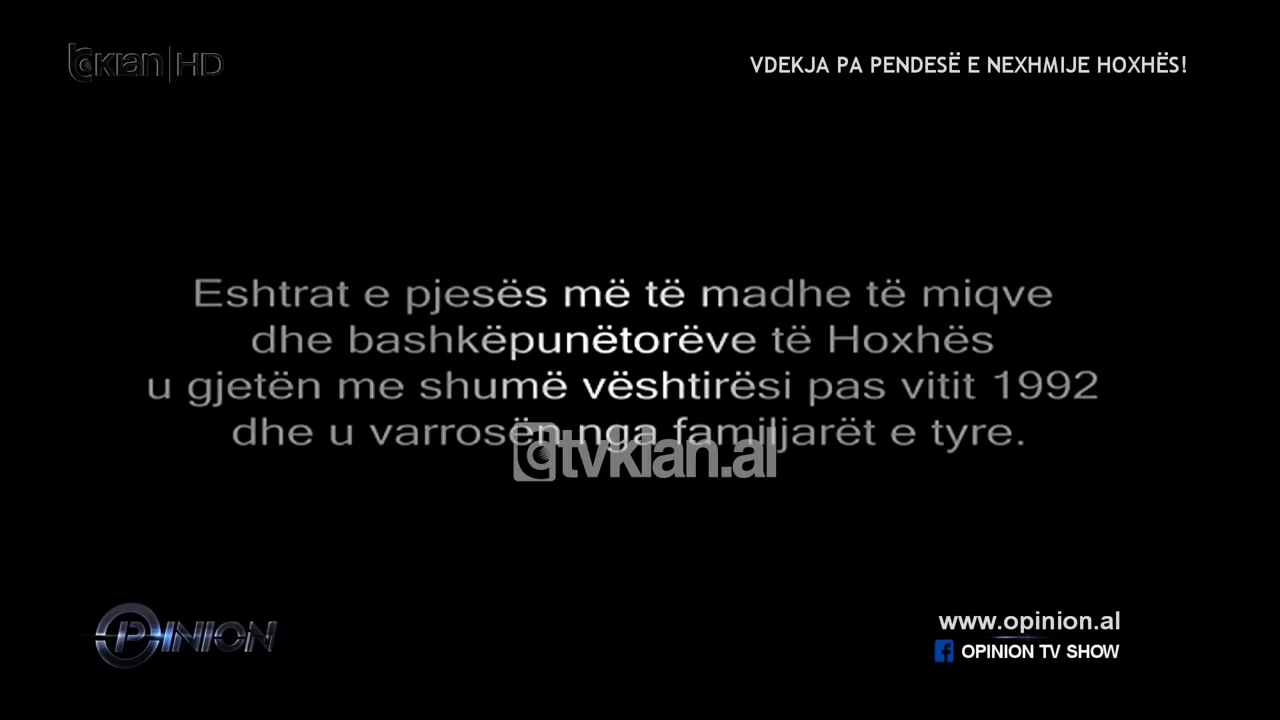 tvklan|HD
VDEKJA PA PENDESË E NEXHMIJE HOXHËS!
Eshtrat e pjesës më të madhe të miqve
dhe bashkëpunëtorëve të Hoxhës
u gjetën me shumë vështirësi pas vitit 1992
dhe u varrosën nga familjarët e tyre.
tvklan.al
OPINION
www.opinion.al
OPINION TV SHOW